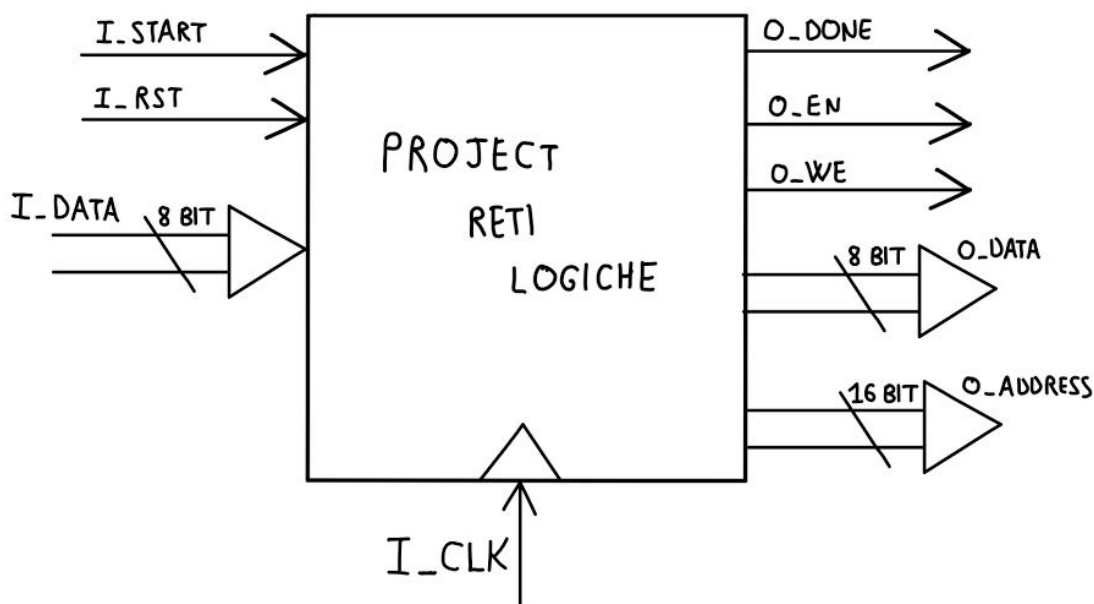 I_START
I_RST
I_DATA
8 BIT
PROJECT
RETI
LOGICHE
I_CLK
O_DONE
O_EN
O_WE
8 BIT
O_DATA
16 BIT
O_ADDRESS